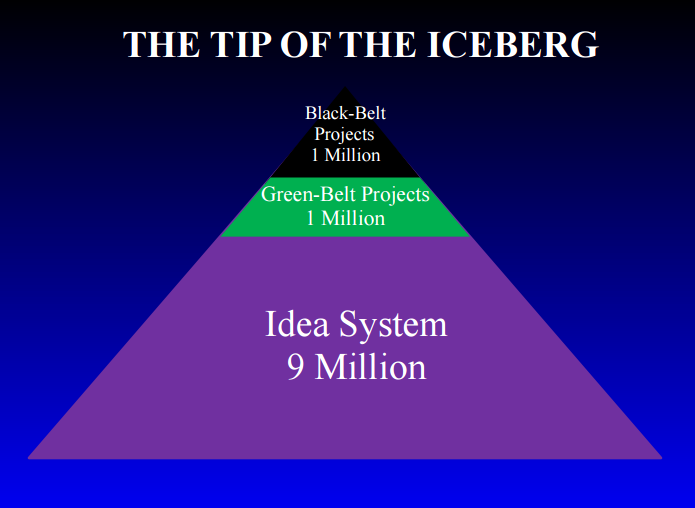 THE TIP OF THE ICEBERG
Black-Belt
Projects
1 Million
Green-Belt Projects
1 Million
Idea System
9 Million